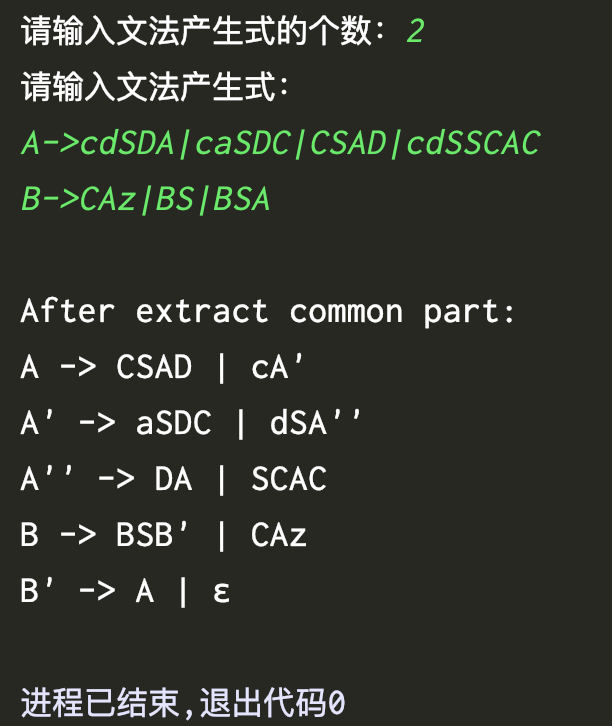 请输入文法产生式的个数: 2
请输入文法产生式:
A->cdSDA|caSDC|CSAD|cdSSCAC
B->CAz|BS|BSA
After extract common part:
A -> CSAD | cA'
A' -> aSDC | dSA''
A'' -> DA | SCAC
B -> BSB' | CAz
B' -> A | ε
进程已结束,退出代码0